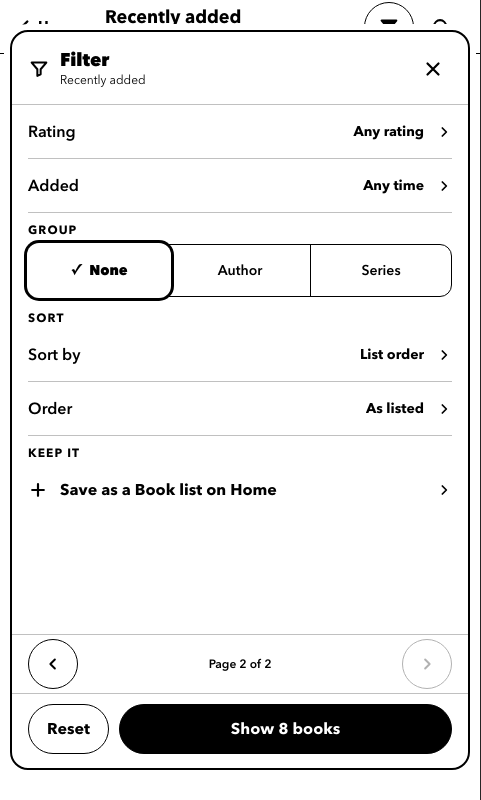 Recently added
Filter
Recently added
Rating
Any rating
Added
Any time
GROUP
✓ None
Author
Series
SORT
Sort by
List order
Order
As listed
KEEP IT
Save as a Book list on Home
Page 2 of 2
Reset
Show 8 books